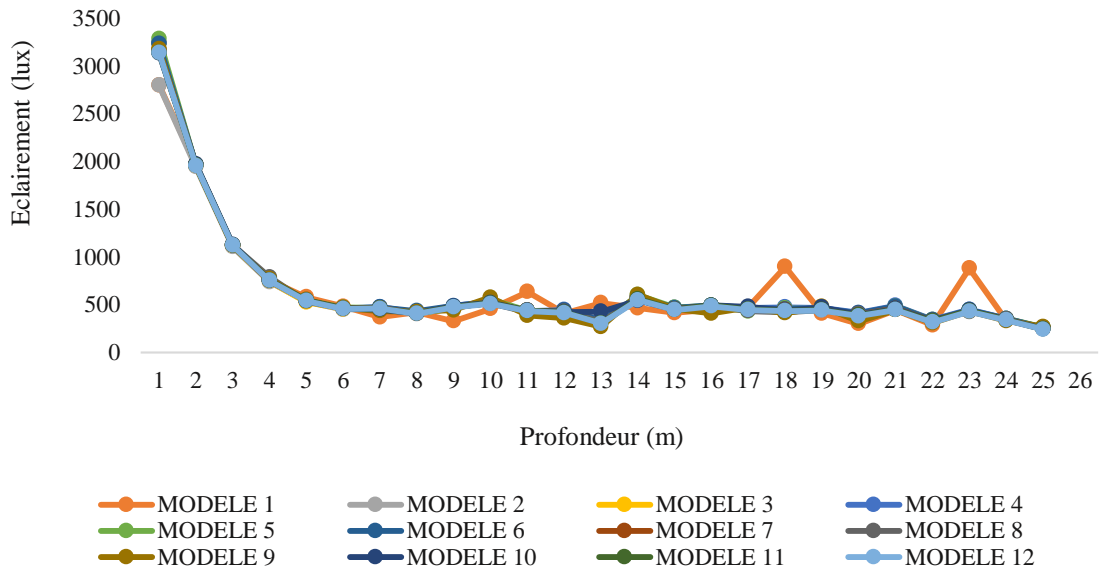 Eclairement (lux)
3500
3000
2500
2000
1500
1000
500
0
1 2 3 4 5 6 7 8 9 10 11 12 13 14 15 16 17 18 19 20 21 22 23 24 25 26
Profondeur (m)
MODELE 1 MODELE 2 MODELE 3 MODELE 4
MODELE 5 MODELE 6 MODELE 7 MODELE 8
MODELE 9 MODELE 10 MODELE 11 MODELE 12